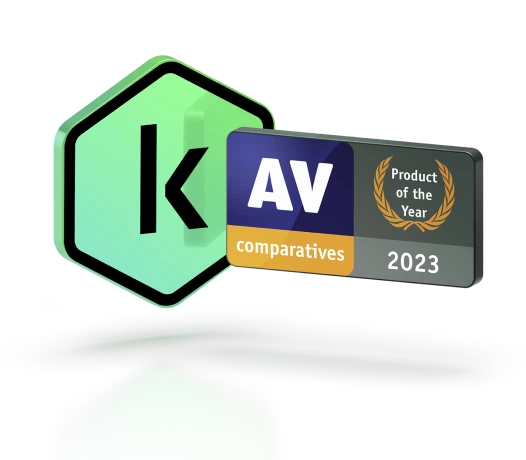 k
AV
comparatives
Product
of the
Year
2023